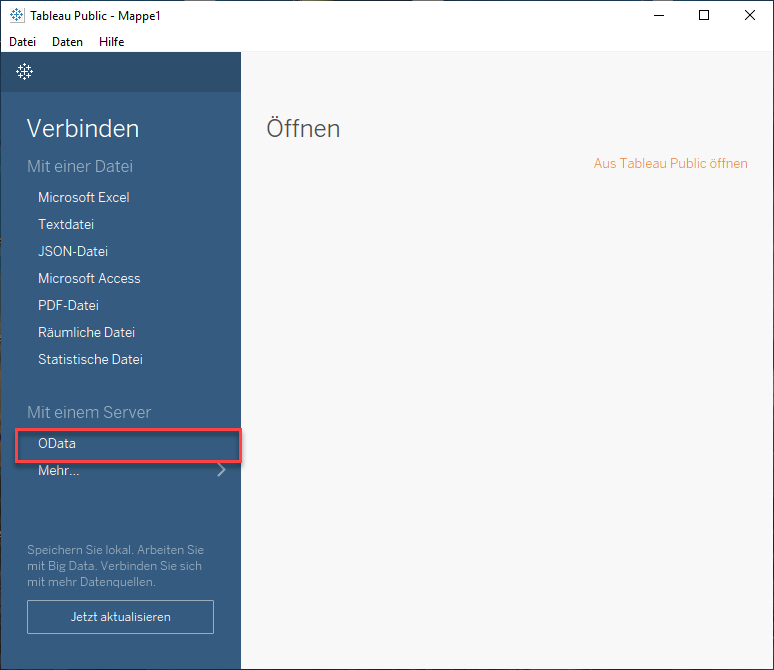 Tableau Public - Mappe1
Datei Daten Hilfe
Verbinden
Mit einer Datei
Microsoft Excel
Textdatei
JSON-Datei
Microsoft Access
PDF-Datei
Räumliche Datei
Statistische Datei
Mit einem Server
OData
Mehr...
Speichern Sie lokal. Arbeiten Sie
mit Big Data. Verbinden Sie sich
mit mehr Datenquellen.
Jetzt aktualisieren
Öffnen
Aus Tableau Public öffnen